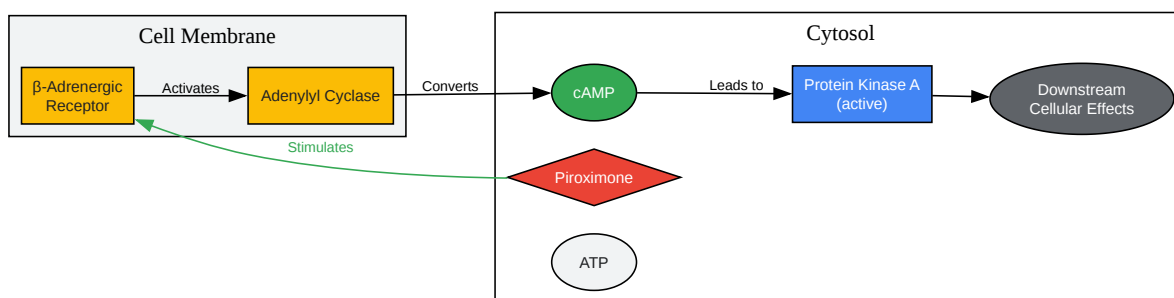 Cell Membrane
Cytosol
β-Adrenergic
Receptor
Activates
Adenylyl Cyclase
Converts
cAMP
Leads to
Protein Kinase A
(active)
Downstream
Cellular Effects
Stimulates
Piroximone
ATP